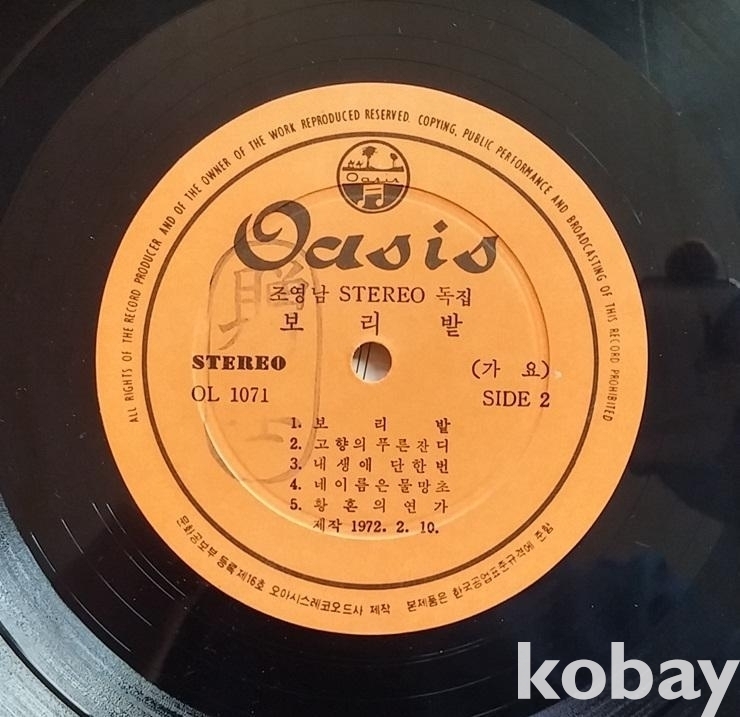 ALL RIGHTS OF THE RECORD PRODUCER AND OF THE OWNER OF THE WORK REPRODUCED RESERVED. COPYING, PUBLIC PERFORMANCE AND BROADCASTING OF THIS RECORD PROHIBITED
Oasis
Oasis
조영남 STEREO 독집
보 리 밭
STEREO
(가 요)
OL 1071
SIDE 2
1. 보 리 밭
2. 고향의 푸른잔디
3. 내생애 단한번
4. 네이름은물망초
5. 황혼의 연가
제작 1972. 2. 10.
문화공보부 등록 제16호 오아시스레코오드사 제작 본제품은 한국공업표준규격에 준함
kobay